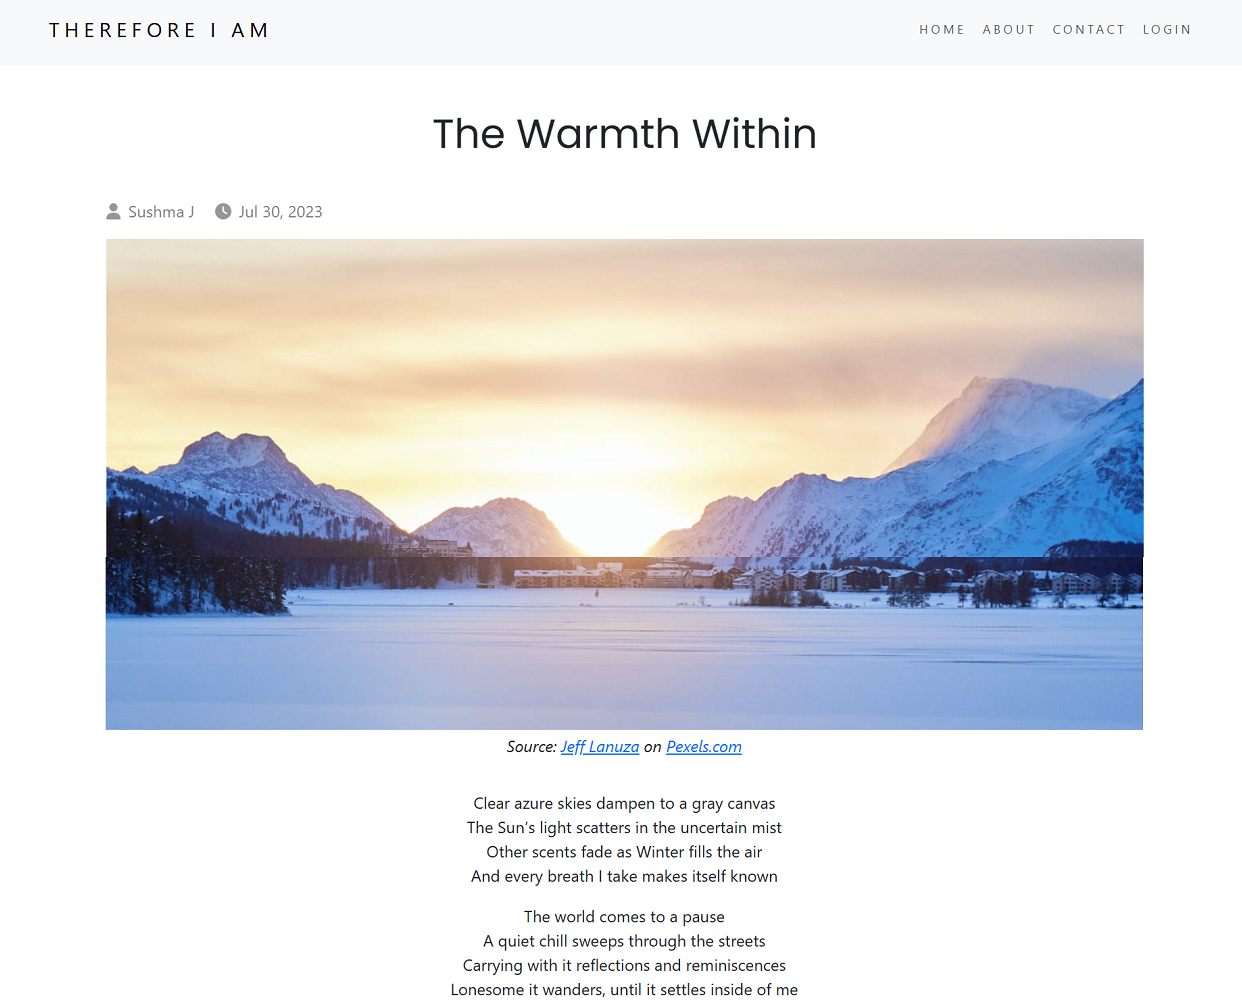 THEREFORE I AM
HOME ABOUT CONTACT LOGIN
The Warmth Within
Sushma J Jul 30, 2023
Source: Jeff Lanuza on Pexels.com
Clear azure skies dampen to a gray canvas
The Sun’s light scatters in the uncertain mist
Other scents fade as Winter fills the air
And every breath I take makes itself known
The world comes to a pause
A quiet chill sweeps through the streets
Carrying with it reflections and reminiscences
Lonesome it wanders, until it settles inside of me